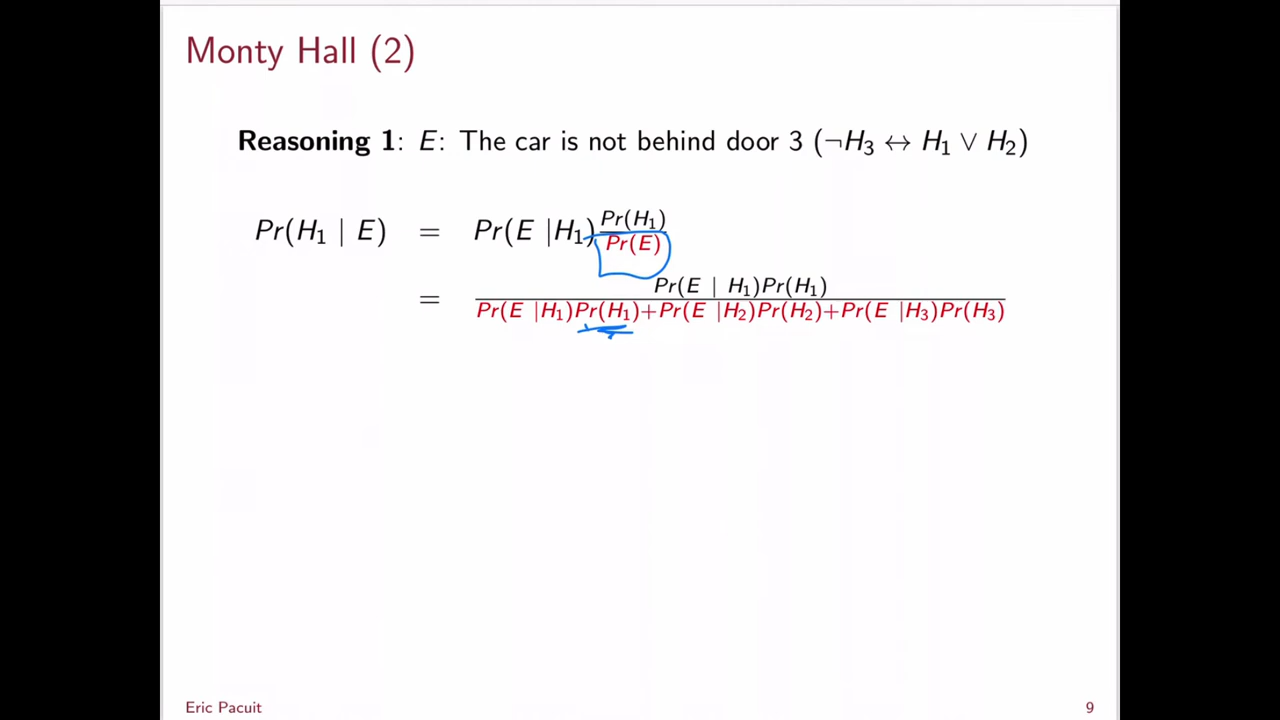 Monty Hall (2)
Reasoning 1: E: The car is not behind door 3 (¬H₃ ↔ H₁ ∨ H₂)
Pr(H₁ | E) = Pr(E |H₁) Pr(H₁)
Pr(E)
= Pr(E | H₁)Pr(H₁)
Pr(E |H₁)Pr(H₁)+Pr(E |H₂)Pr(H₂)+Pr(E |H₃)Pr(H₃)
Eric Pacuit 9